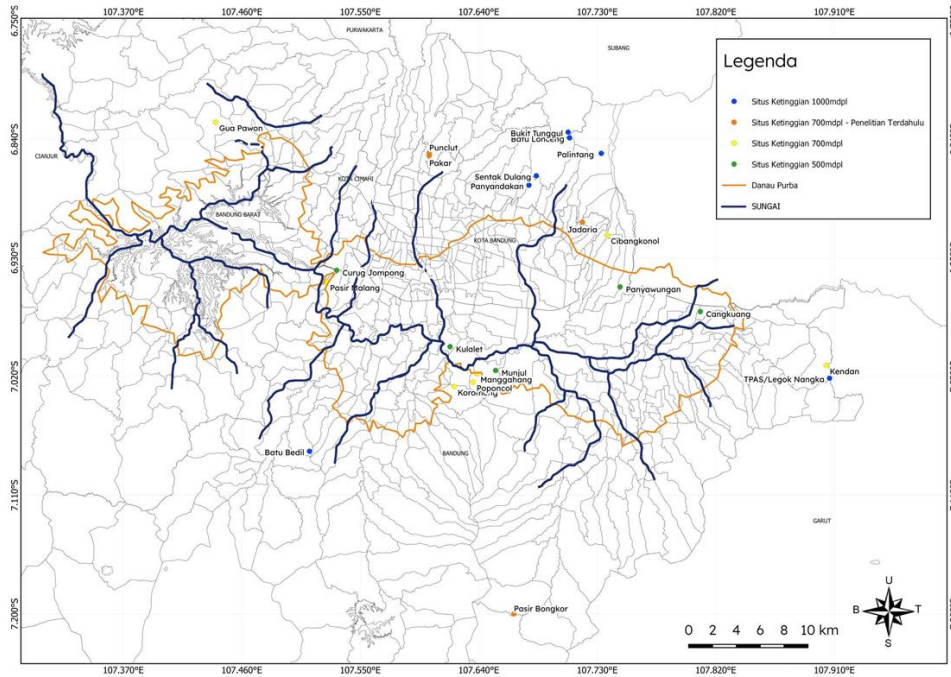 107.370°E 107.460°E 107.550°E 107.640°E 107.730°E 107.820°E 107.910°E
6.750°S
PURWAKARTA
SUBANG
Legenda
Situs Ketinggian 1000mdpl
Situs Ketinggian 700mdpl - Penelitian Terdahulu
Situs Ketinggian 700mdpl
Situs Ketinggian 500mdpl
Danau Purba
SUNGAI
Gua Pawon
6.840°S
Bukit Tunggul
Batu Lonceng
Punclut
Pakar
Palintang
CIANJUR
KOTA CIMAHI
Sentak Dulang
Panyandakan
BANDUNG BARAT
Jadaria
KOTA BANDUNG
Cibangkonol
6.930°S
Curug Jompong
Pasir Malang
Panyawungan
Cangkuang
Kulalet
7.020°S
Munjul
Manggahang
Poponcol
Kendan
TPAS/Legok Nangka
Batu Bedil
BANDUNG
7.110°S
GARUT
7.200°S
Pasir Bongkor
U
B T
S
0 2 4 6 8 10 km
107.370°E 107.460°E 107.550°E 107.640°E 107.730°E 107.820°E 107.910°E